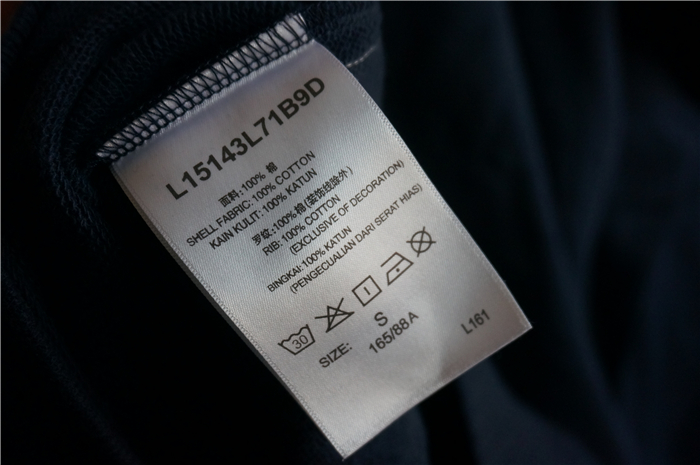 L15143L71B9D
面料:100% 棉
SHELL FABRIC: 100% COTTON
KAIN KULIT: 100% KATUN
罗纹:100%棉(装饰线除外)
RIB: 100% COTTON
(EXCLUSIVE OF DECORATION)
BINGKAI:100% KATUN
(PENGECUALIAN DARI SERAT HIAS)
30
SIZE: S
165/88A
L161